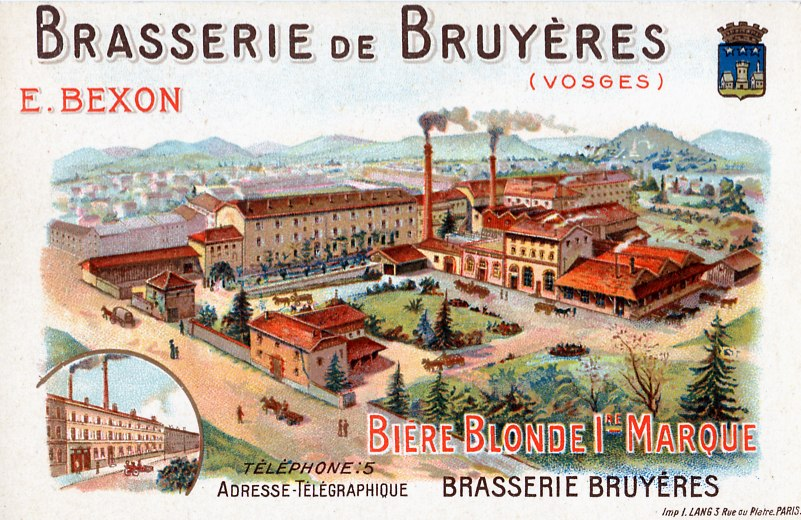 BRASSERIE DE BRUYÈRES
(VOSGES)
E. BEXON
BIÈRE BLONDE 1RE MARQUE
TÉLÉPHONE: 5
ADRESSE-TÉLÉGRAPHIQUE BRASSERIE BRUYÈRES
Imp I. LANG 3 Rue du Platre. PARIS.